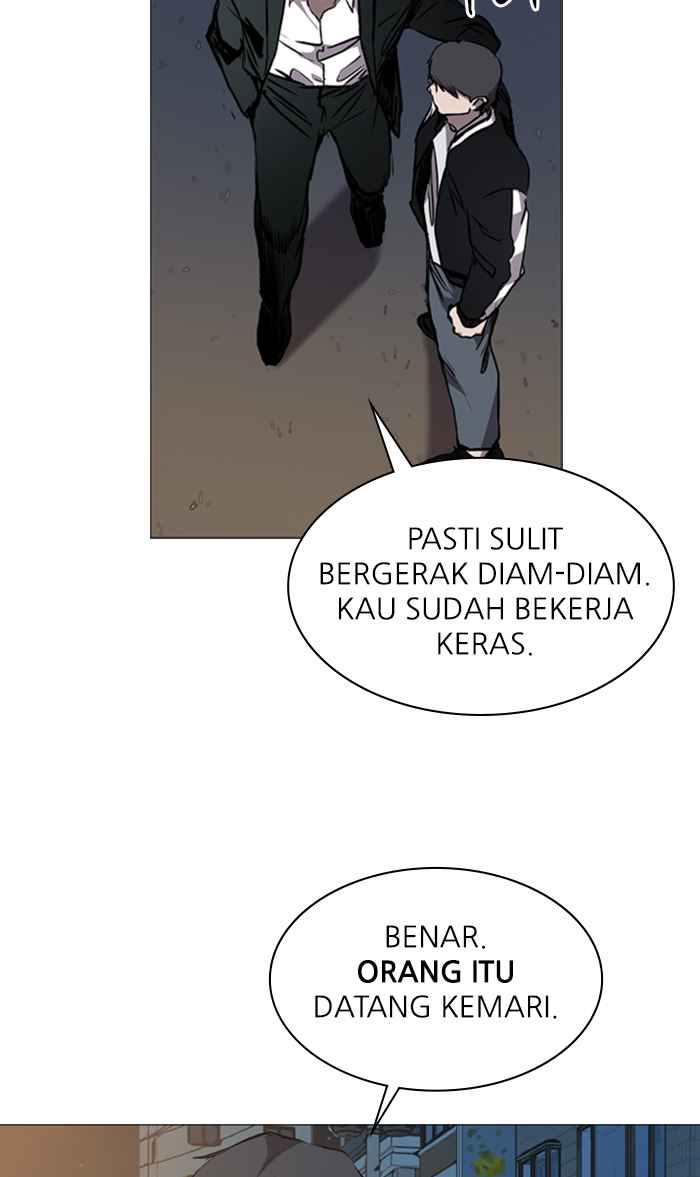 PASTI SULIT
BERGERAK DIAM-DIAM.
KAU SUDAH BEKERJA
KERAS.
BENAR.
ORANG ITU
DATANG KEMARI.